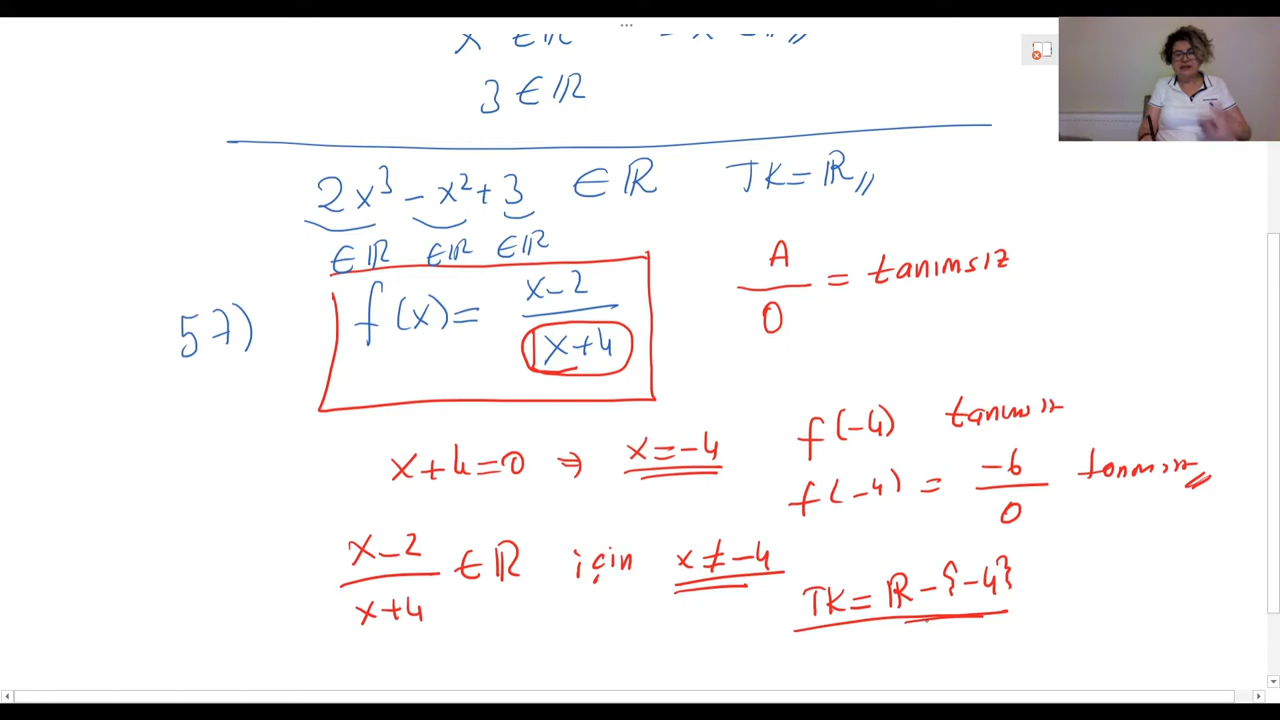 3 ∈ ℝ
2x³ - x² + 3 ∈ ℝ TK = ℝ //
∈ℝ ∈ℝ ∈ℝ
57) f(x) = x-2 / x+4
A / 0 = tanımsız
x+4=0 ⇒ x=-4
f(-4) tanımsız
f(-4) = -6 / 0 tanımsız //
x-2 / x+4 ∈ ℝ için x ≠ -4
TK = ℝ - {-4}